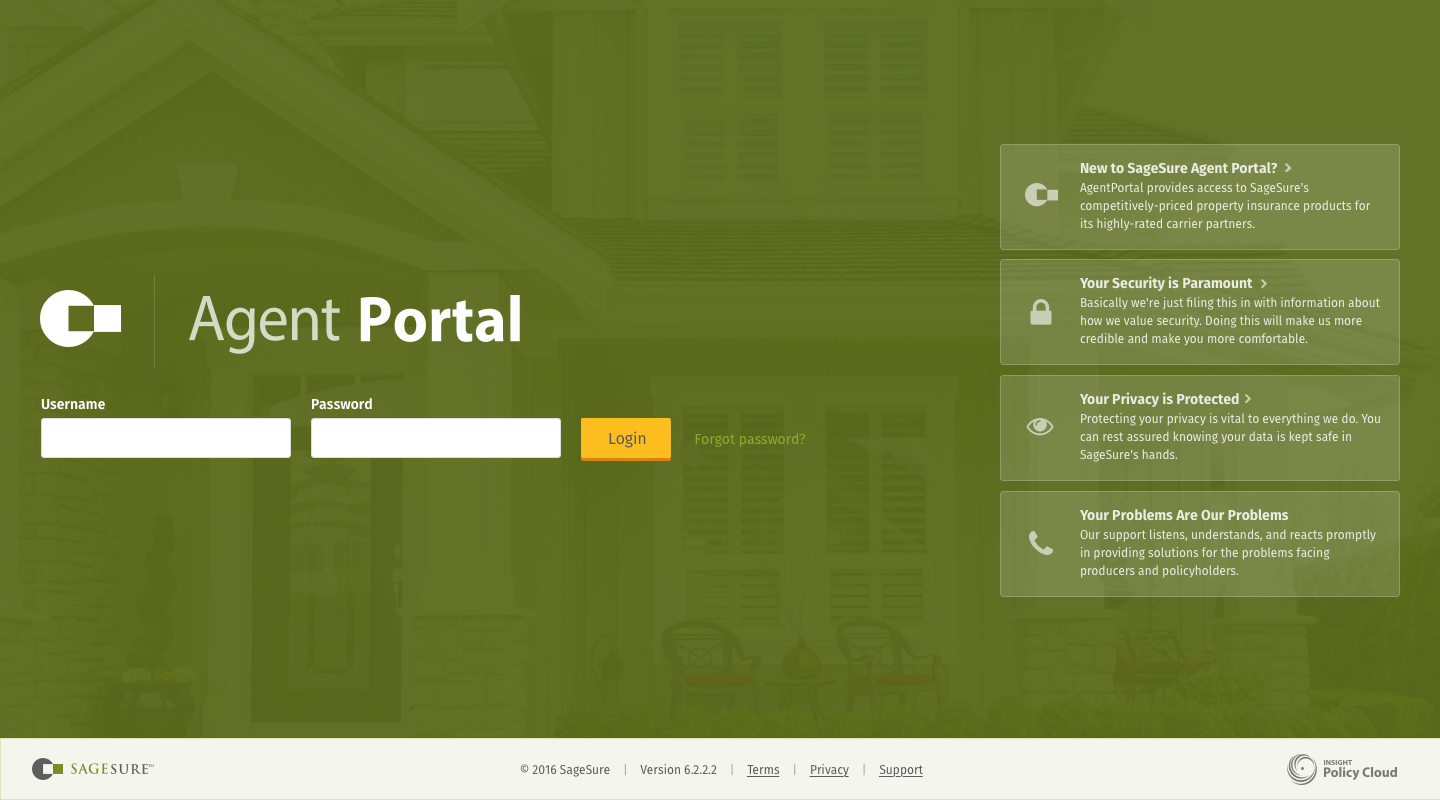 Agent Portal
Username
Password
Login
Forgot password?
New to SageSure Agent Portal?
AgentPortal provides access to SageSure's
competitively-priced property insurance products for
its highly-rated carrier partners.
Your Security is Paramount
Basically we're just filing this in with information about
how we value security. Doing this will make us more
credible and make you more comfortable.
Your Privacy is Protected
Protecting your privacy is vital to everything we do. You
can rest assured knowing your data is kept safe in
SageSure's hands.
Your Problems Are Our Problems
Our support listens, understands, and reacts promptly
in providing solutions for the problems facing
producers and policyholders.
SAGESURE™
© 2016 SageSure | Version 6.2.2.2 | Terms | Privacy | Support
INSIGHT
Policy Cloud